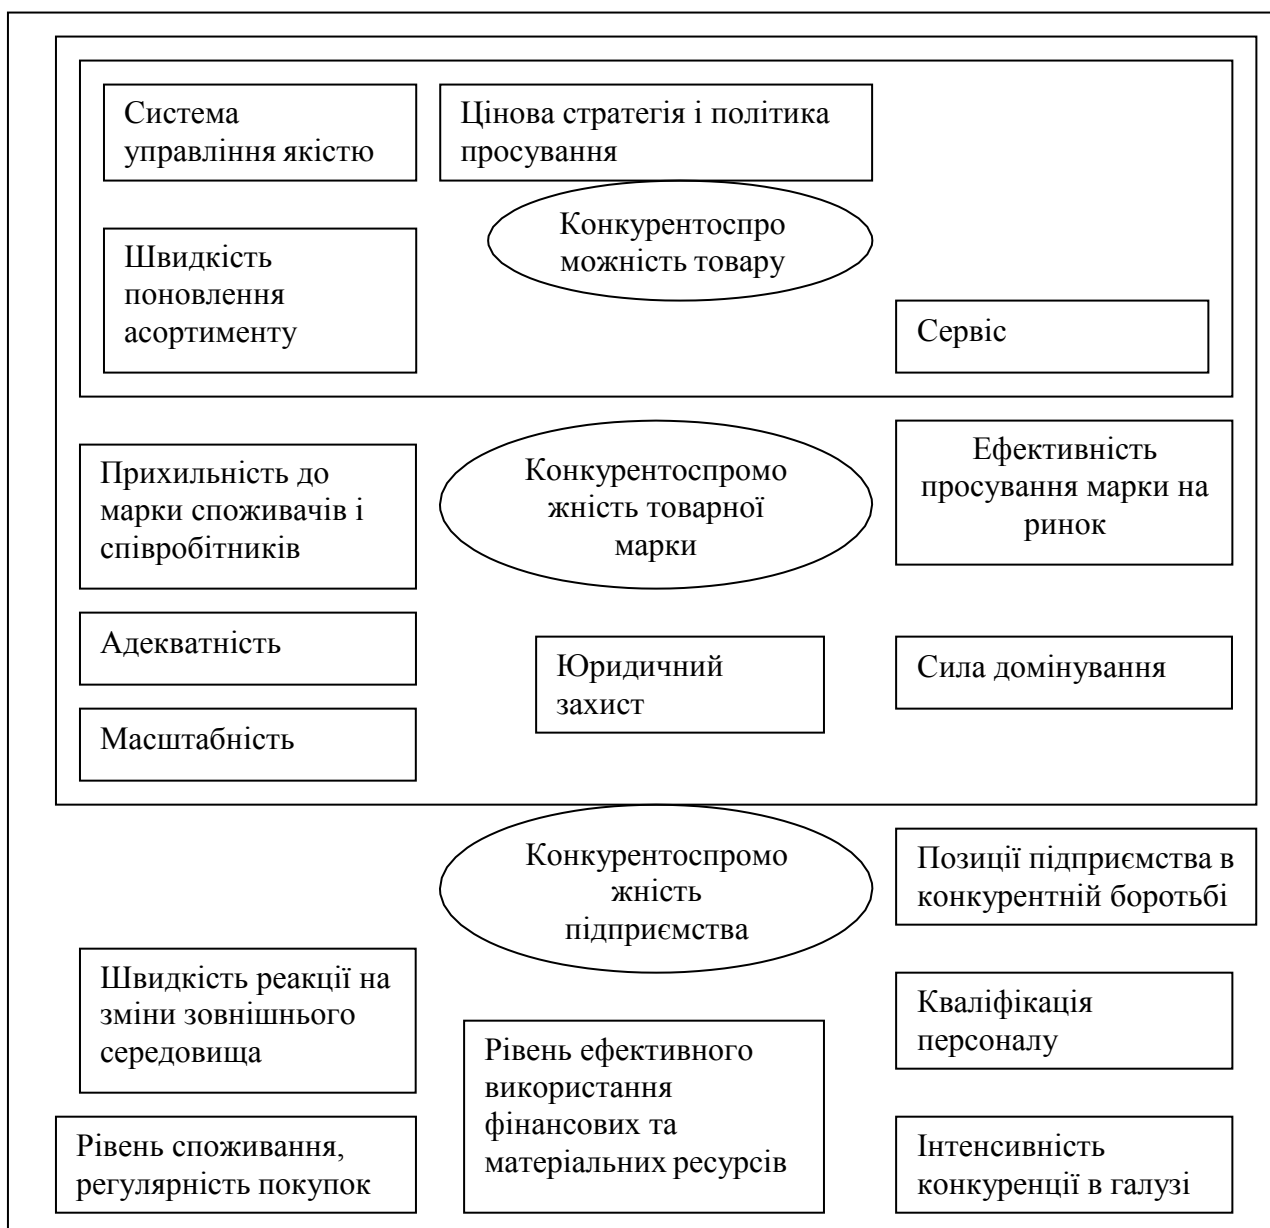 Система
управління якістю
Цінова стратегія і політика
просування
Конкурентоспро
можність товару
Швидкість
поновлення
асортименту
Сервіс
Прихильність до
марки споживачів і
співробітників
Конкурентоспромо
жність товарної
марки
Ефективність
просування марки на
ринок
Адекватність
Юридичний
захист
Сила домінування
Масштабність
Конкурентоспромо
жність
підприємства
Позиції підприємства в
конкурентній боротьбі
Швидкість реакції на
зміни зовнішнього
середовища
Рівень ефективного
використання
фінансових та
матеріальних ресурсів
Кваліфікація
персоналу
Рівень споживання,
регулярність покупок
Інтенсивність
конкуренції в галузі